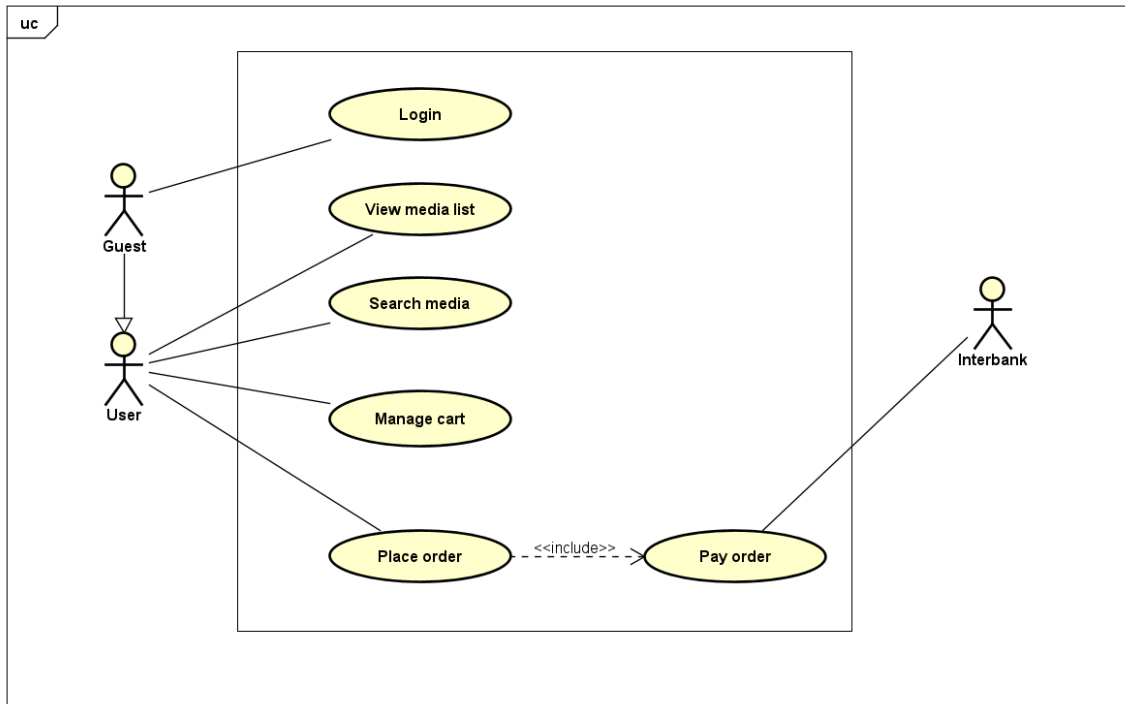 uc
Login
View media list
Guest
Search media
Interbank
User
Manage cart
Place order
<<include>>
Pay order